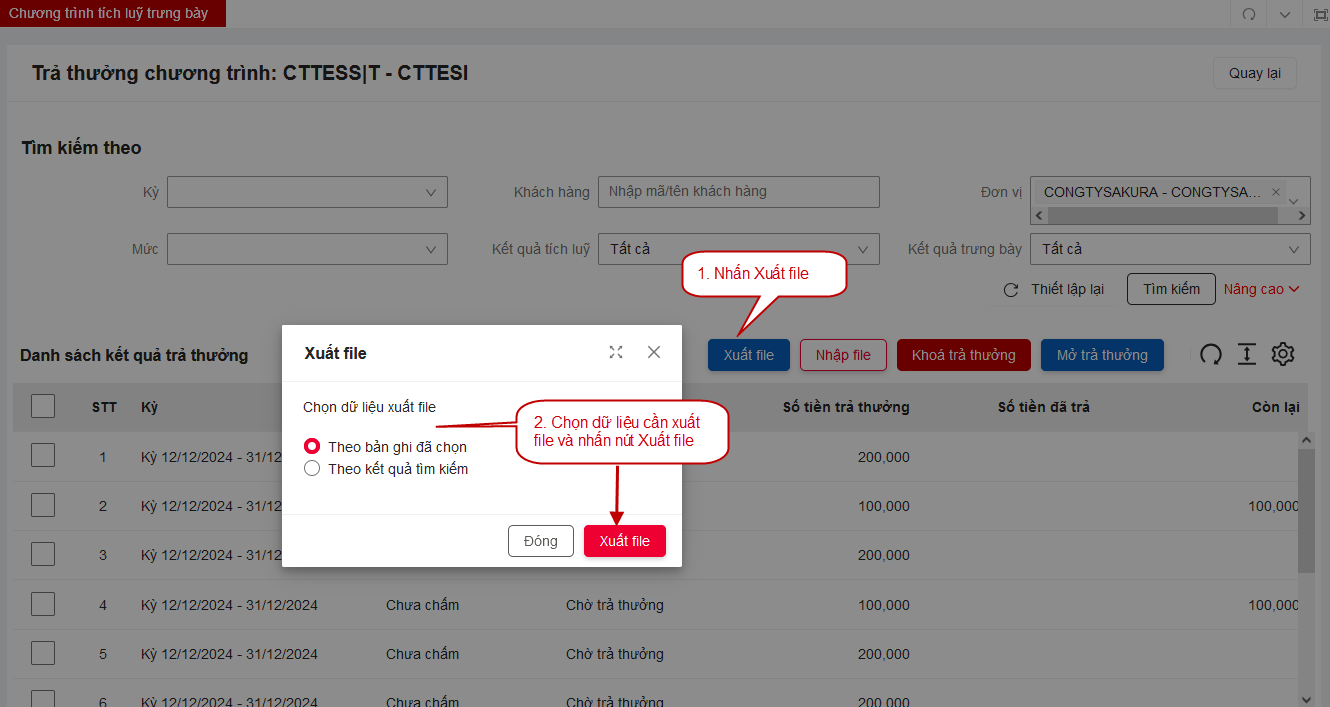 Chương trình tích luỹ trưng bày
Trả thưởng chương trình: CTTESS|T - CTTESI
Quay lại
Tìm kiếm theo
Kỳ
Khách hàng
Nhập mã/tên khách hàng
Đơn vị
CONGTYSAKURA - CONGTYSA...
Mức
Kết quả tích luỹ
Tất cả
Kết quả trưng bày
Tất cả
1. Nhấn Xuất file
Thiết lập lại
Tìm kiếm
Nâng cao
Danh sách kết quả trả thưởng
Xuất file
Nhập file
Khoá trả thưởng
Mở trả thưởng
Xuất file
Chọn dữ liệu xuất file
Theo bản ghi đã chọn
Theo kết quả tìm kiếm
2. Chọn dữ liệu cần xuất
file và nhấn nút Xuất file
Đóng
Xuất file
STT
Kỳ
Số tiền trả thưởng
Số tiền đã trả
Còn lại
1
Kỳ 12/12/2024 - 31/12
200,000
2
Kỳ 12/12/2024 - 31/12
100,000
100,000
3
Kỳ 12/12/2024 - 31/12
200,000
4
Kỳ 12/12/2024 - 31/12/2024
Chưa chấm
Chờ trả thưởng
100,000
100,000
5
Kỳ 12/12/2024 - 31/12/2024
Chưa chấm
Chờ trả thưởng
200,000
6
Kỳ 12/12/2024 - 31/12/2024
Chưa chấm
Chờ trả thưởng
200,000